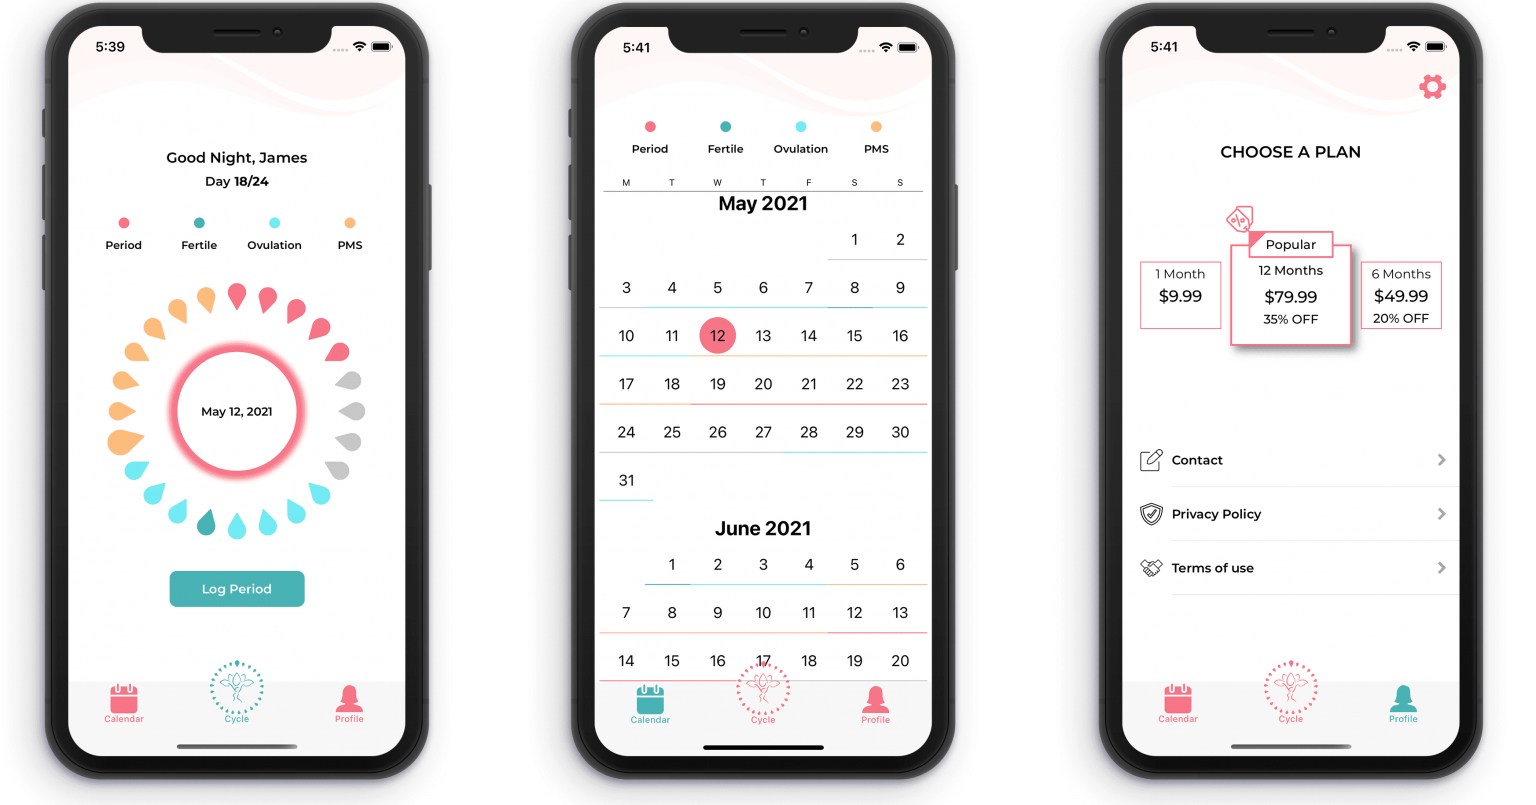 5:39
Good Night, James
Day 18/24
Period Fertile Ovulation PMS
May 12, 2021
Log Period
Calendar Cycle Profile
5:41
Period Fertile Ovulation PMS
M T W T F S S
May 2021
1 2
3 4 5 6 7 8 9
10 11 12 13 14 15 16
17 18 19 20 21 22 23
24 25 26 27 28 29 30
31
June 2021
1 2 3 4 5 6
7 8 9 10 11 12 13
14 15 16 17 18 19 20
Calendar Cycle Profile
5:41
CHOOSE A PLAN
%
Popular
1 Month
$9.99
12 Months
$79.99
35% OFF
6 Months
$49.99
20% OFF
Contact
Privacy Policy
Terms of use
Calendar Cycle Profile